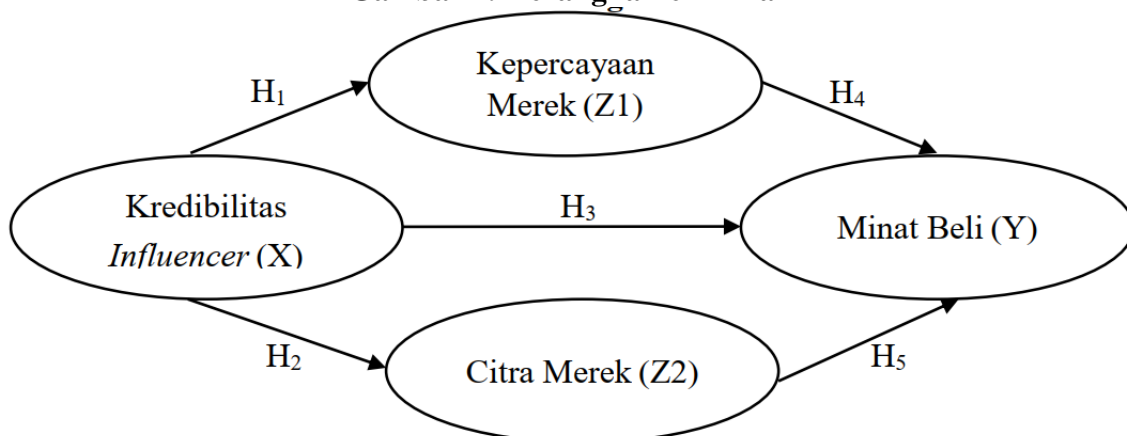 Kepercayaan
Merek (Z1)
H₁
H₄
Kredibilitas
Influencer (X)
H₃
Minat Beli (Y)
H₂
Citra Merek (Z2)
H₅